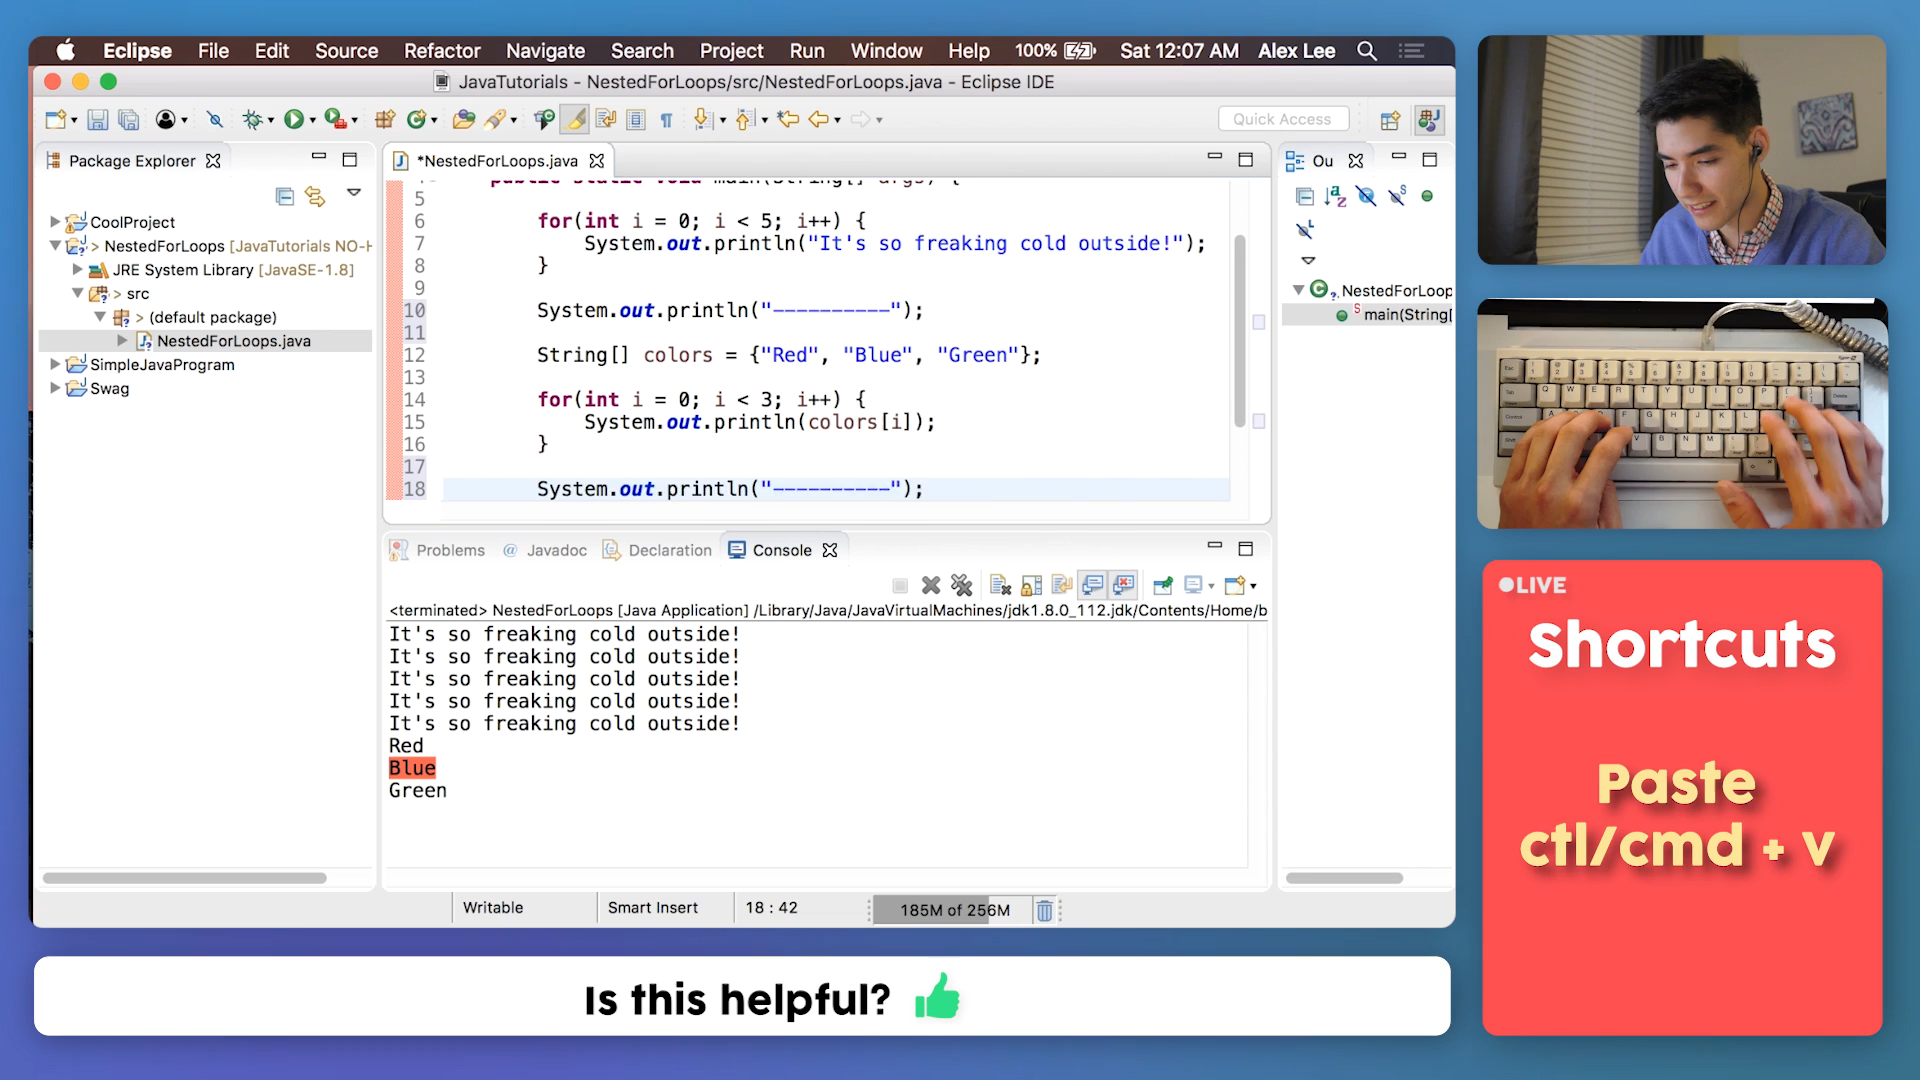 Eclipse File Edit Source Refactor Navigate Search Project Run Window Help 100% Sat 12:07 AM Alex Lee
JavaTutorials - NestedForLoops/src/NestedForLoops.java - Eclipse IDE
Quick Access
Package Explorer
CoolProject
> NestedForLoops [JavaTutorials NO-H
JRE System Library [JavaSE-1.8]
> src
> (default package)
NestedForLoops.java
SimpleJavaProgram
Swag
*NestedForLoops.java
public static void main(String[] args) {
5
6 for(int i = 0; i < 5; i++) {
7 System.out.println("It's so freaking cold outside!");
8 }
9
10 System.out.println("----------");
11
12 String[] colors = {"Red", "Blue", "Green"};
13
14 for(int i = 0; i < 3; i++) {
15 System.out.println(colors[i]);
16 }
17
18 System.out.println("----------");
Ou
NestedForLoop
main(String[
Problems @ Javadoc Declaration Console
<terminated> NestedForLoops [Java Application] /Library/Java/JavaVirtualMachines/jdk1.8.0_112.jdk/Contents/Home/b
It's so freaking cold outside!
It's so freaking cold outside!
It's so freaking cold outside!
It's so freaking cold outside!
It's so freaking cold outside!
Red
Blue
Green
Writable Smart Insert 18 : 42 185M of 256M
LIVE
Shortcuts
Paste
ctl/cmd + v
Is this helpful?